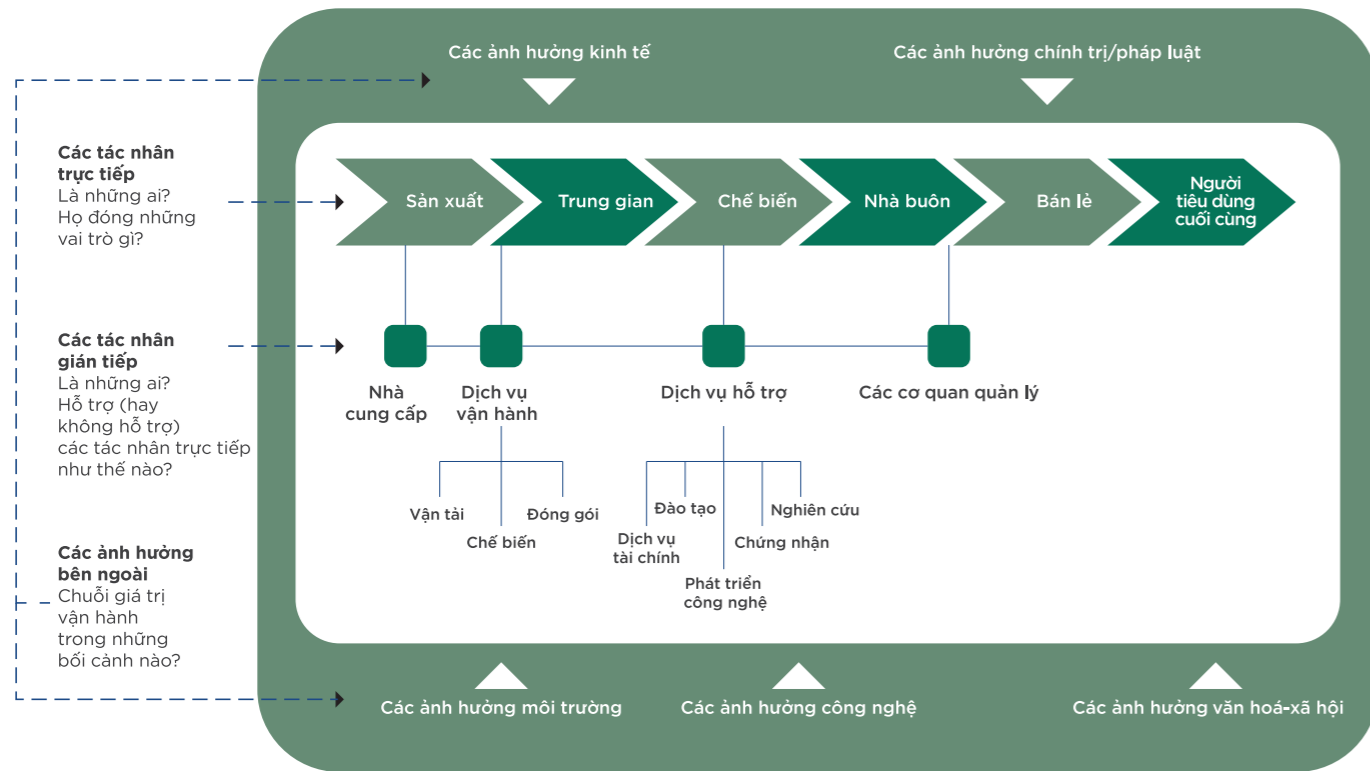 Các ảnh hưởng kinh tế
Các ảnh hưởng chính trị/pháp luật
Các tác nhân
trực tiếp
Là những ai?
Họ đóng những
vai trò gì?
Sản xuất
Trung gian
Chế biến
Nhà buôn
Bán lẻ
Người
tiêu dùng
cuối cùng
Các tác nhân
gián tiếp
Là những ai?
Hỗ trợ (hay
không hỗ trợ)
các tác nhân trực tiếp
như thế nào?
Nhà
cung cấp
Dịch vụ
vận hành
Dịch vụ hỗ trợ
Các cơ quan quản lý
Vận tải
Chế biến
Đóng gói
Dịch vụ
tài chính
Đào tạo
Phát triển
công nghệ
Chứng nhận
Nghiên cứu
Các ảnh hưởng
bên ngoài
Chuỗi giá trị
vận hành
trong những
bối cảnh nào?
Các ảnh hưởng môi trường
Các ảnh hưởng công nghệ
Các ảnh hưởng văn hoá-xã hội